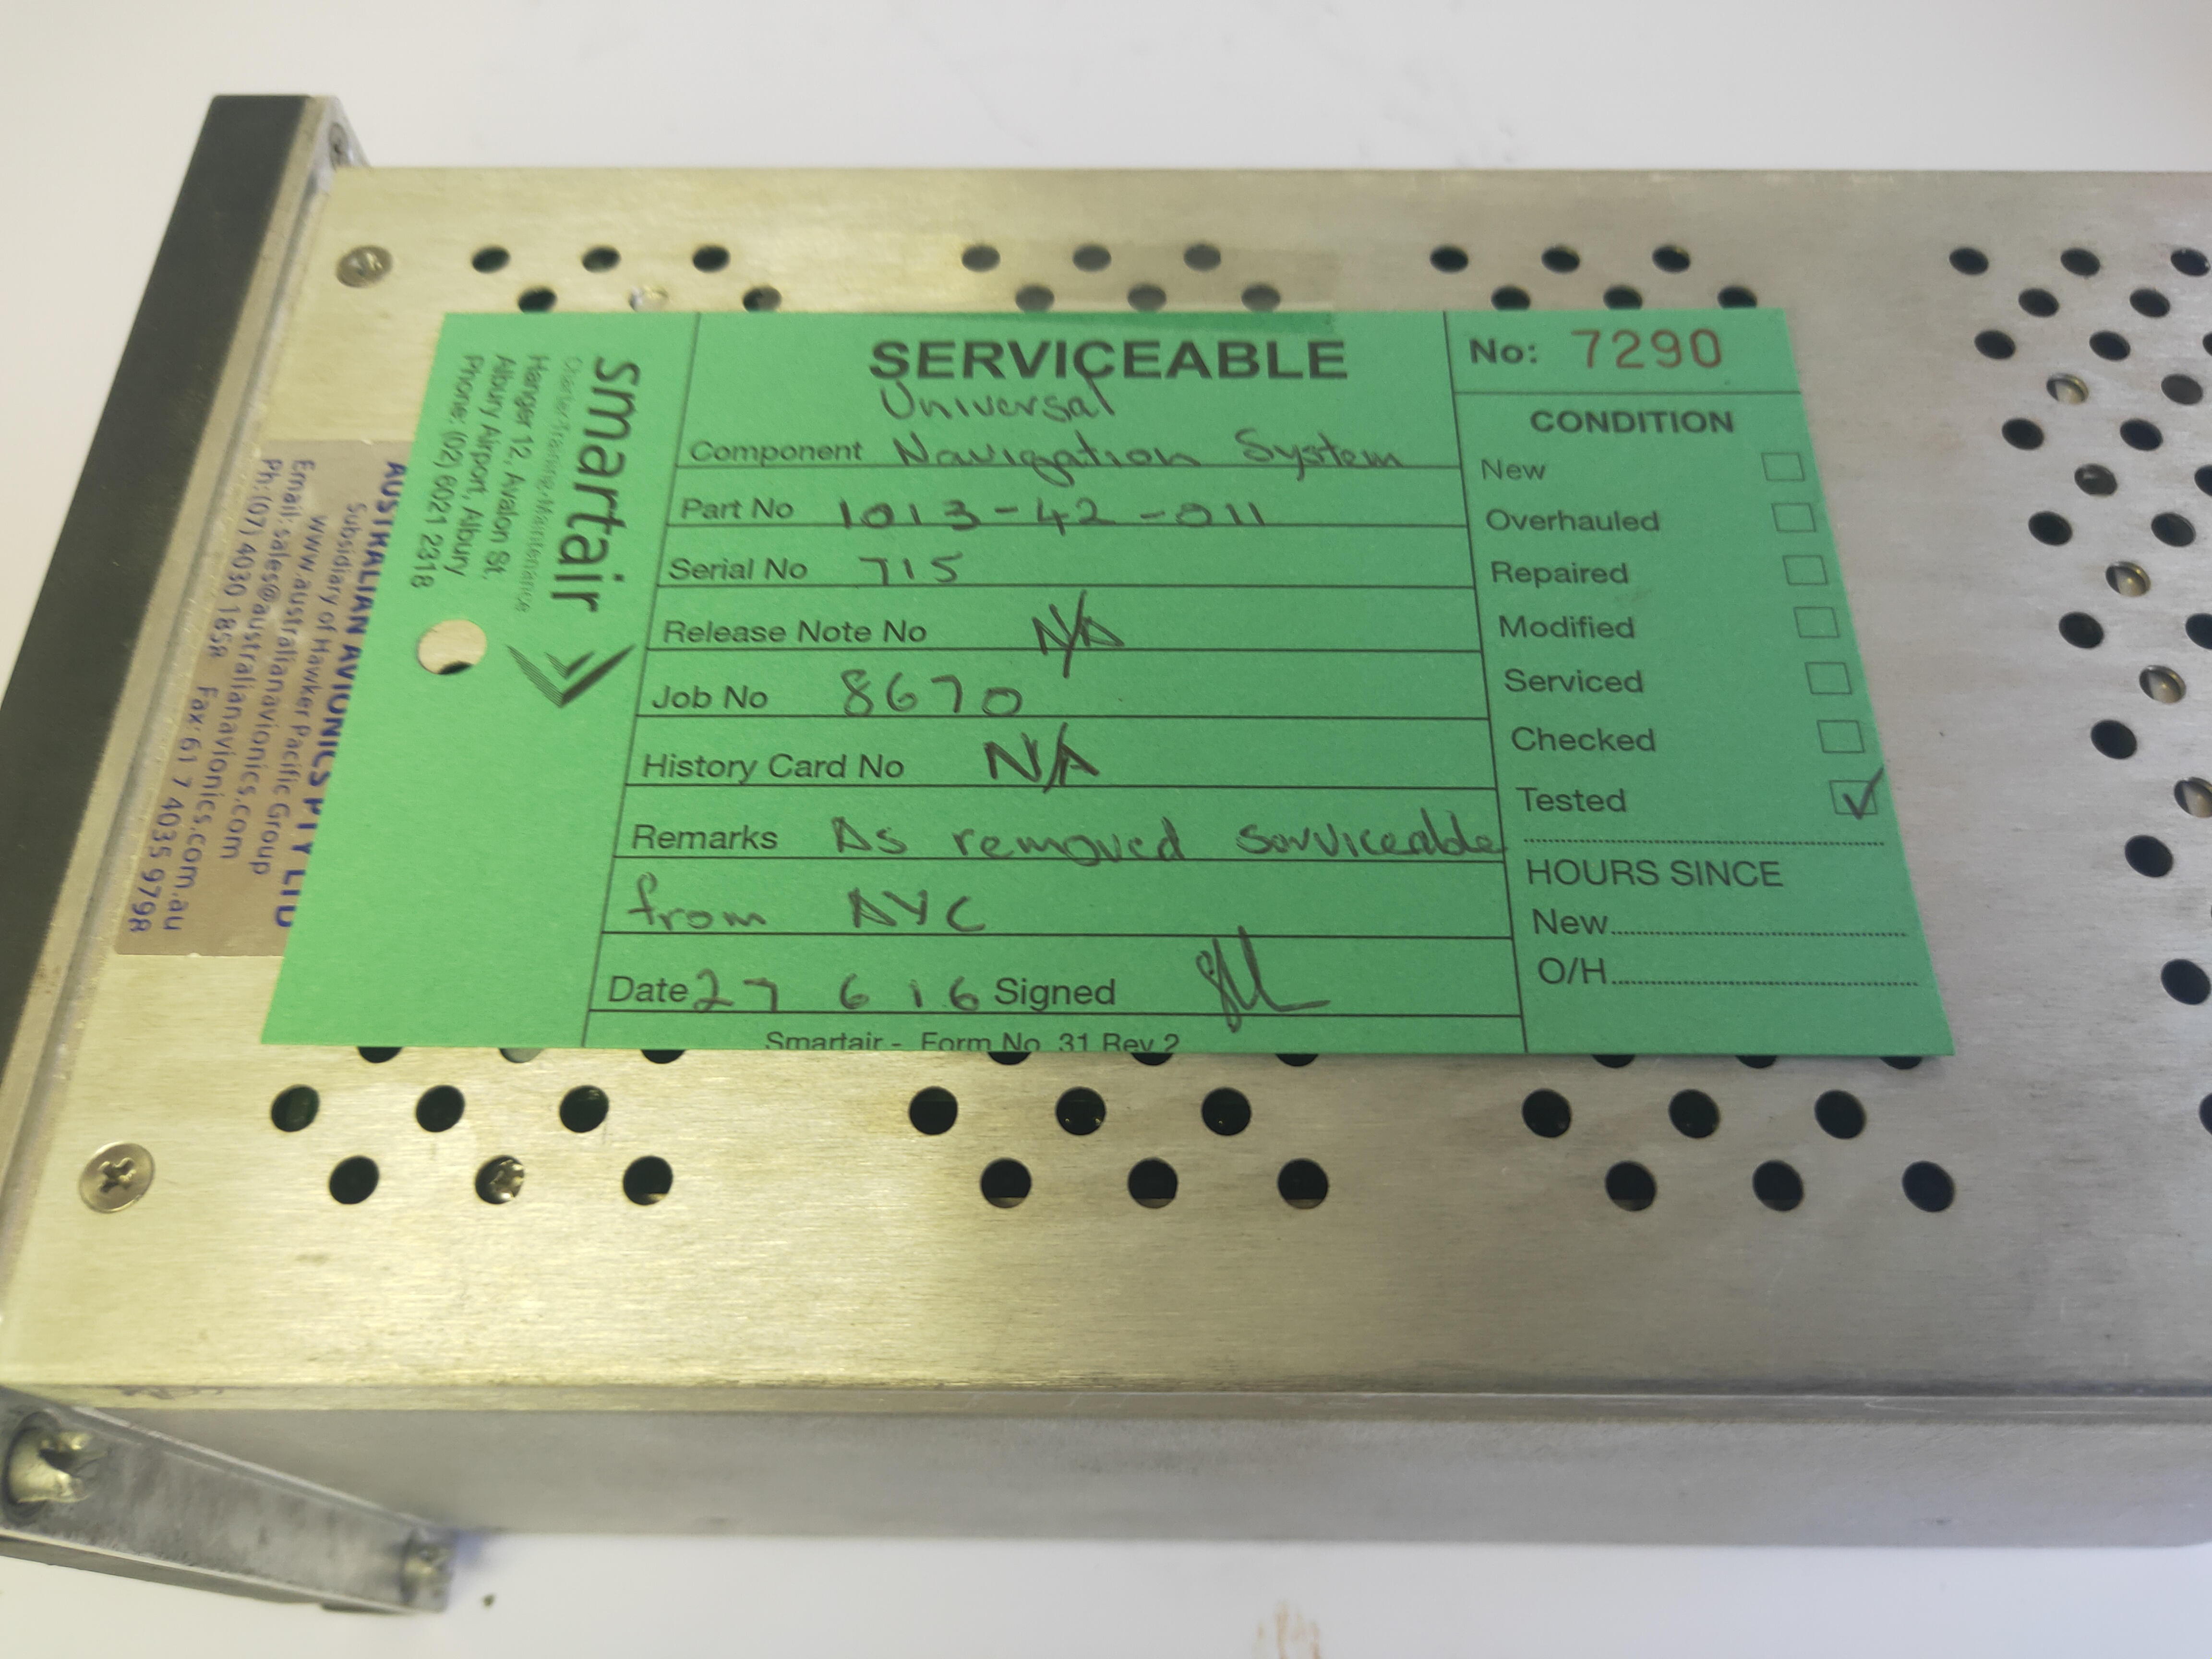 SERVICEABLE
Universal
Component Navigation System
Part No 1013-42-011
Serial No 715
Release Note No N/A
Job No 8670
History Card No N/A
Remarks As removed serviceable
from AYC
Date 27 6 16 Signed
Smartair - Form No 31 Rev 2
No: 7290
CONDITION
New
Overhauled
Repaired
Modified
Serviced
Checked
Tested ✓
HOURS SINCE
New
O/H
smartair
Charter/Training/Maintenance
Hanger 12, Avalon St.
Albury Airport, Albury
Phone: (02) 6021 2318
AUSTRALIAN AVIONICS PTY LTD
Subsidiary of Hawker Pacific Group
www.australianavionics.com
Email: sales@australianavionics.com.au
Ph: (07) 4030 1858 Fax: 61 7 4035 9798